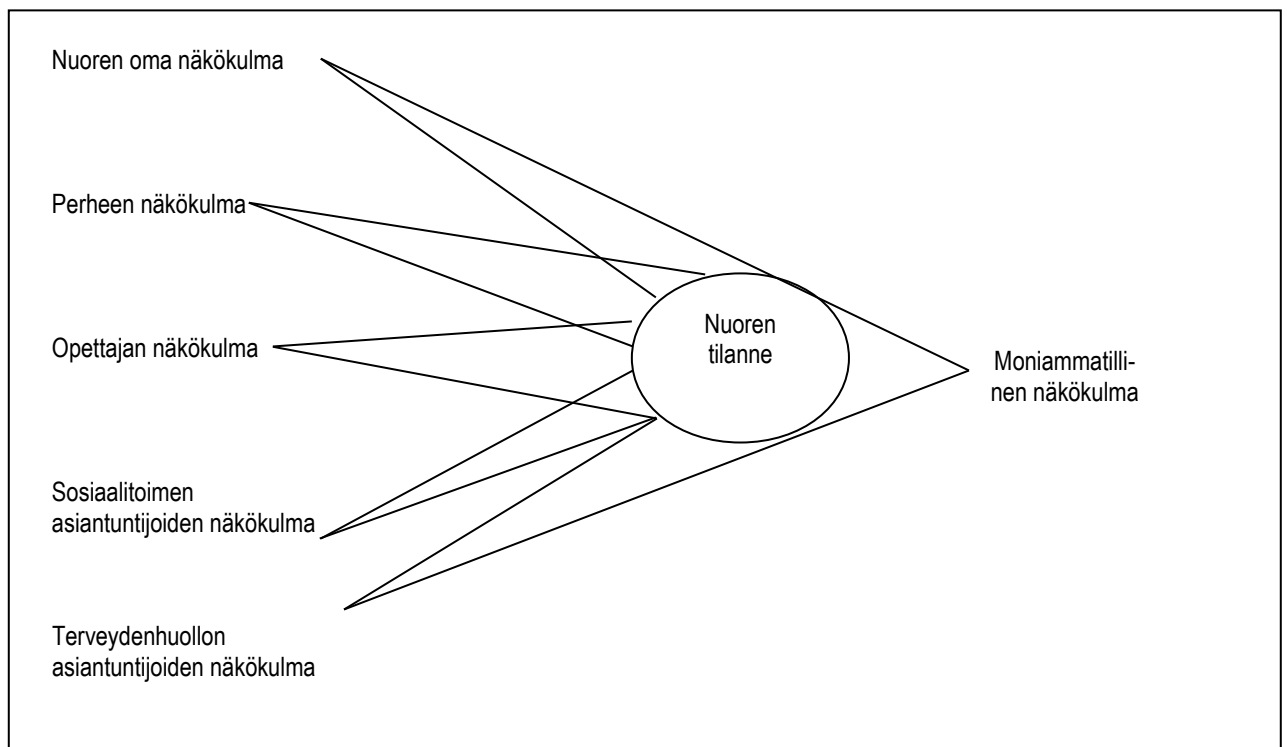 Nuoren oma näkökulma
Perheen näkökulma
Opettajan näkökulma
Sosiaalitoimen
asiantuntijoiden näkökulma
Terveydenhuollon
asiantuntijoiden näkökulma
Nuoren
tilanne
Moniammatilli-
nen näkökulma